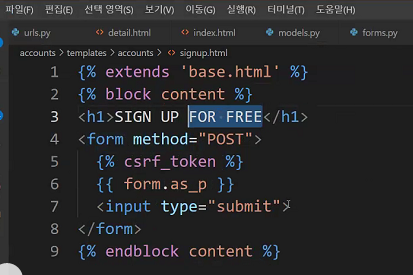 파일(F) 편집(E) 선택 영역(S) 보기(V) 이동(G) 실행(R) 터미널(T) 도움말(H)
urls.py detail.html index.html models.py forms.py
accounts > templates > accounts > signup.html
1 {% extends 'base.html' %}
2 {% block content %}
3 <h1>SIGN UP FOR FREE</h1>
4 <form method="POST">
5 {% csrf_token %}
6 {{ form.as_p }}
7 <input type="submit">
8 </form>
9 {% endblock content %}